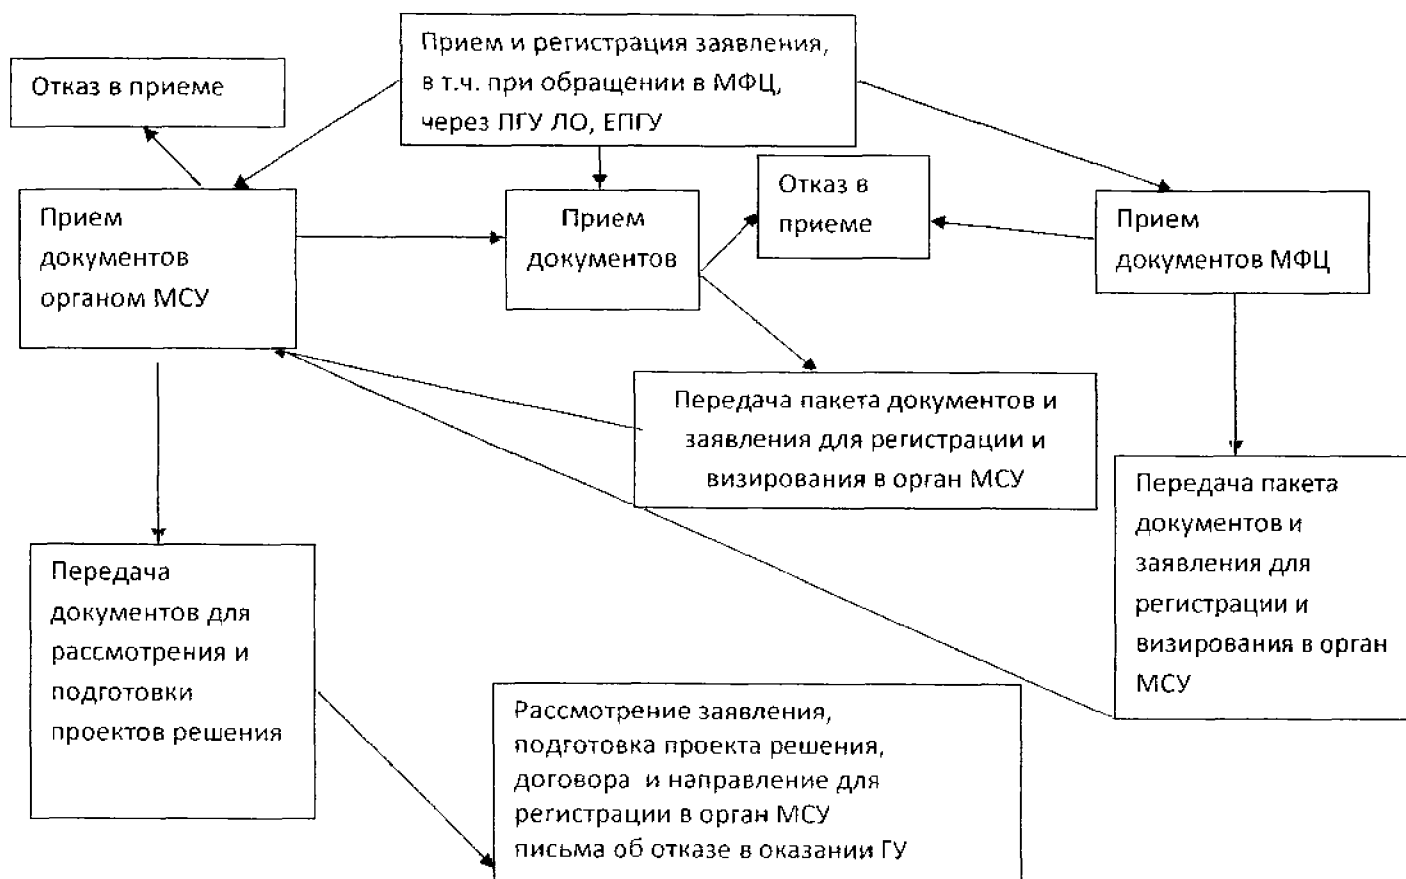 Прием и регистрация заявления,
в т.ч. при обращении в МФЦ,
через ПГУ ЛО, ЕПГУ
Отказ в приеме
Прием
документов
органом МСУ
Прием
документов
Отказ в
приеме
Прием
документов МФЦ
Передача пакета документов и
заявления для регистрации и
визирования в орган МСУ
Передача пакета
документов и
заявления для
регистрации и
визирования в орган
МСУ
Передача
документов для
рассмотрения и
подготовки
проектов решения
Рассмотрение заявления,
подготовка проекта решения,
договора и направление для
регистрации в орган МСУ
письма об отказе в оказании ГУ